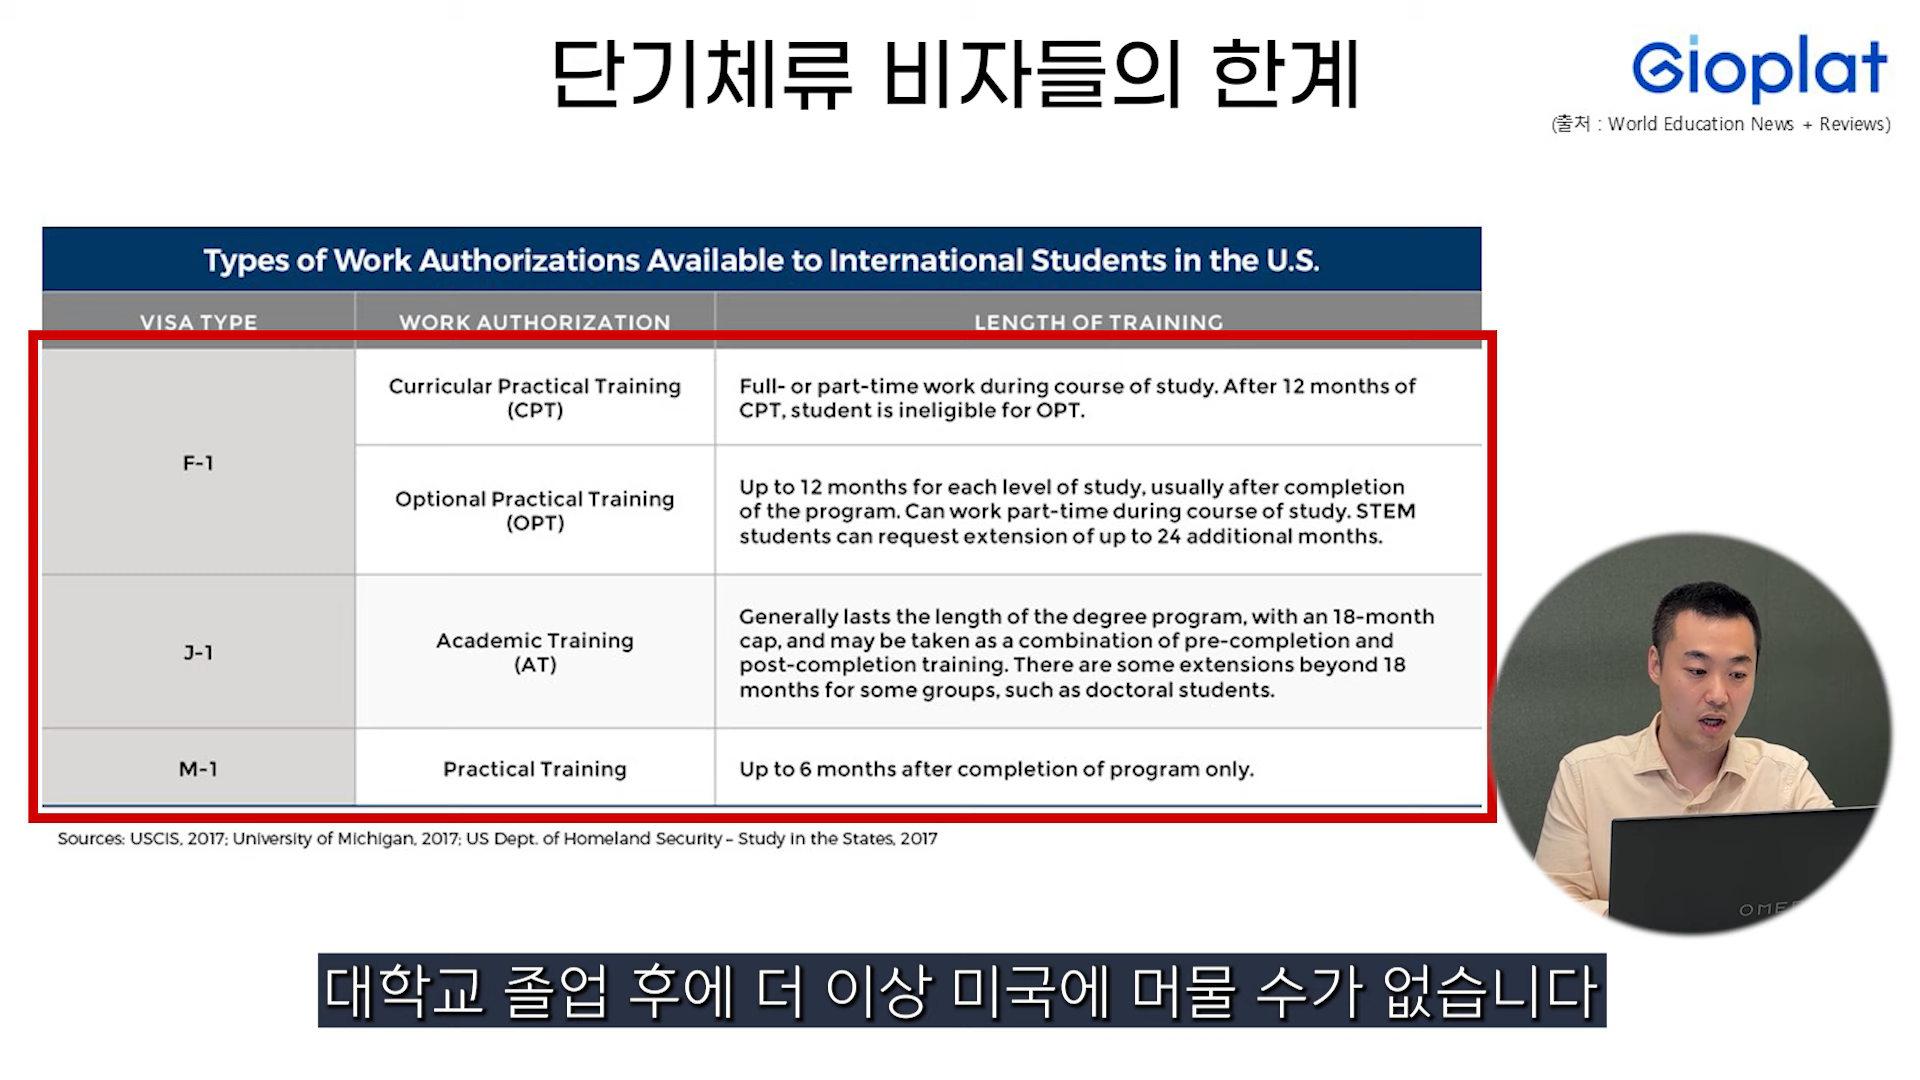 단기체류 비자들의 한계
Gioplat
(출처 : World Education News + Reviews)
Types of Work Authorizations Available to International Students in the U.S.
VISA TYPE
WORK AUTHORIZATION
LENGTH OF TRAINING
F-1
Curricular Practical Training
(CPT)
Full- or part-time work during course of study. After 12 months of
CPT, student is ineligible for OPT.
Optional Practical Training
(OPT)
Up to 12 months for each level of study, usually after completion
of the program. Can work part-time during course of study. STEM
students can request extension of up to 24 additional months.
J-1
Academic Training
(AT)
Generally lasts the length of the degree program, with an 18-month
cap, and may be taken as a combination of pre-completion and
post-completion training. There are some extensions beyond 18
months for some groups, such as doctoral students.
M-1
Practical Training
Up to 6 months after completion of program only.
Sources: USCIS, 2017; University of Michigan, 2017; US Dept. of Homeland Security – Study in the States, 2017
대학교 졸업 후에 더 이상 미국에 머물 수가 없습니다